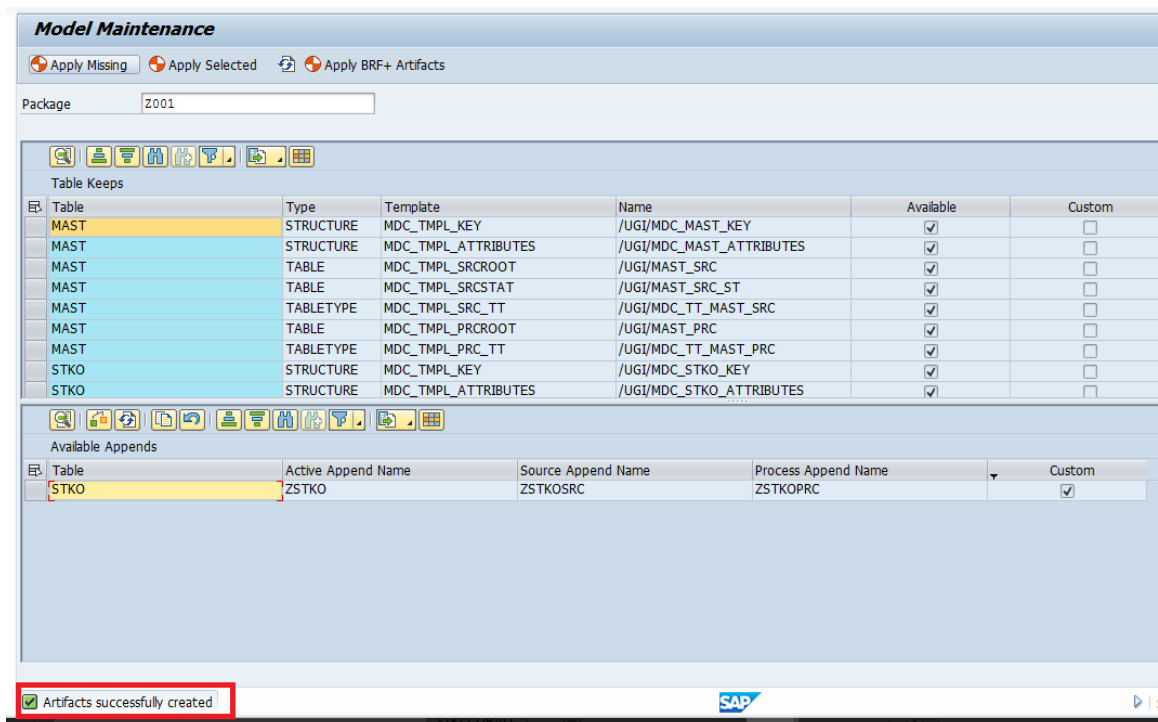 Model Maintenance
Apply Missing Apply Selected Apply BRF+ Artifacts
Package Z001
Table Keeps
Table Type Template Name Available Custom
MAST STRUCTURE MDC_TMPL_KEY /UGI/MDC_MAST_KEY
MAST STRUCTURE MDC_TMPL_ATTRIBUTES /UGI/MDC_MAST_ATTRIBUTES
MAST TABLE MDC_TMPL_SRCROOT /UGI/MAST_SRC
MAST TABLE MDC_TMPL_SRCSTAT /UGI/MAST_SRC_ST
MAST TABLETYPE MDC_TMPL_SRC_TT /UGI/MDC_TT_MAST_SRC
MAST TABLE MDC_TMPL_PRCROOT /UGI/MAST_PRC
MAST TABLETYPE MDC_TMPL_PRC_TT /UGI/MDC_TT_MAST_PRC
STKO STRUCTURE MDC_TMPL_KEY /UGI/MDC_STKO_KEY
STKO STRUCTURE MDC_TMPL_ATTRIBUTES /UGI/MDC_STKO_ATTRIBUTES
Available Appends
Table Active Append Name Source Append Name Process Append Name Custom
STKO ZSTKO ZSTKOSRC ZSTKOPRC
Artifacts successfully created SAP